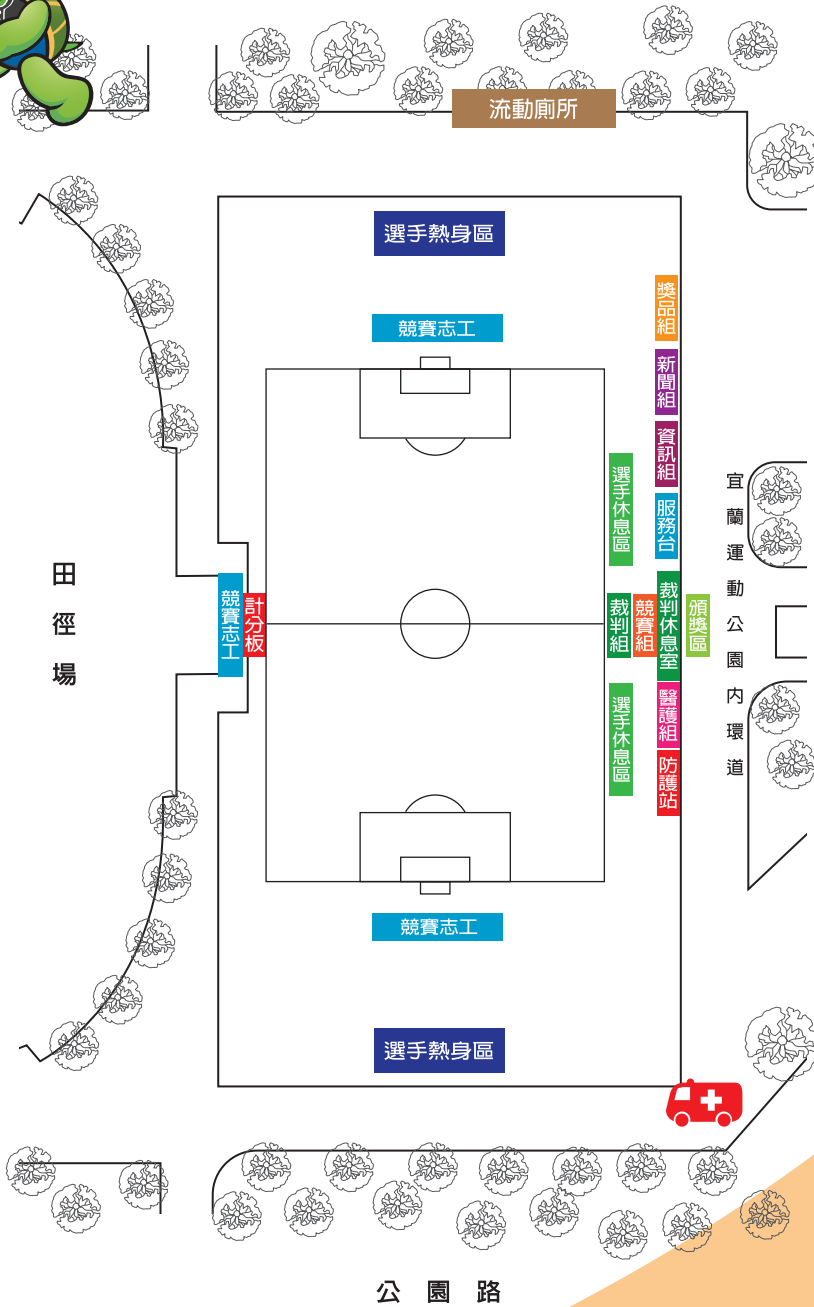 流動廁所
選手熱身區
競賽志工
獎品組
新聞組
資訊組
選手休息區
服務台
宜蘭運動公園內環道
田徑場
競賽志工
計分板
裁判組
競賽組
裁判休息室
頒獎區
選手休息區
醫護組
防護站
競賽志工
選手熱身區
公園路